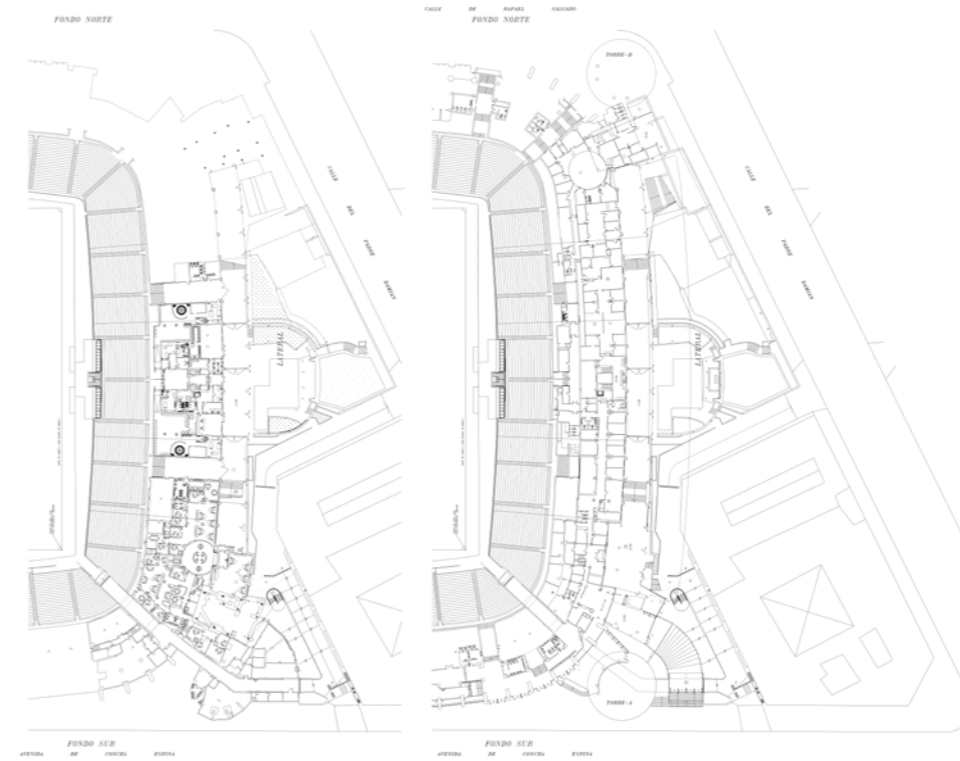 CALLE DE RAFAEL SALGADO
FONDO NORTE
FONDO NORTE
TORRE-B
CALLE
DEL
PADRE
DAMIAN
CALLE
DEL
PADRE
DAMIAN
LATERAL
LATERAL
TORRE-A
FONDO SUR
FONDO SUR
AVENIDA DE CONCHA ESPINA
AVENIDA DE CONCHA ESPINA